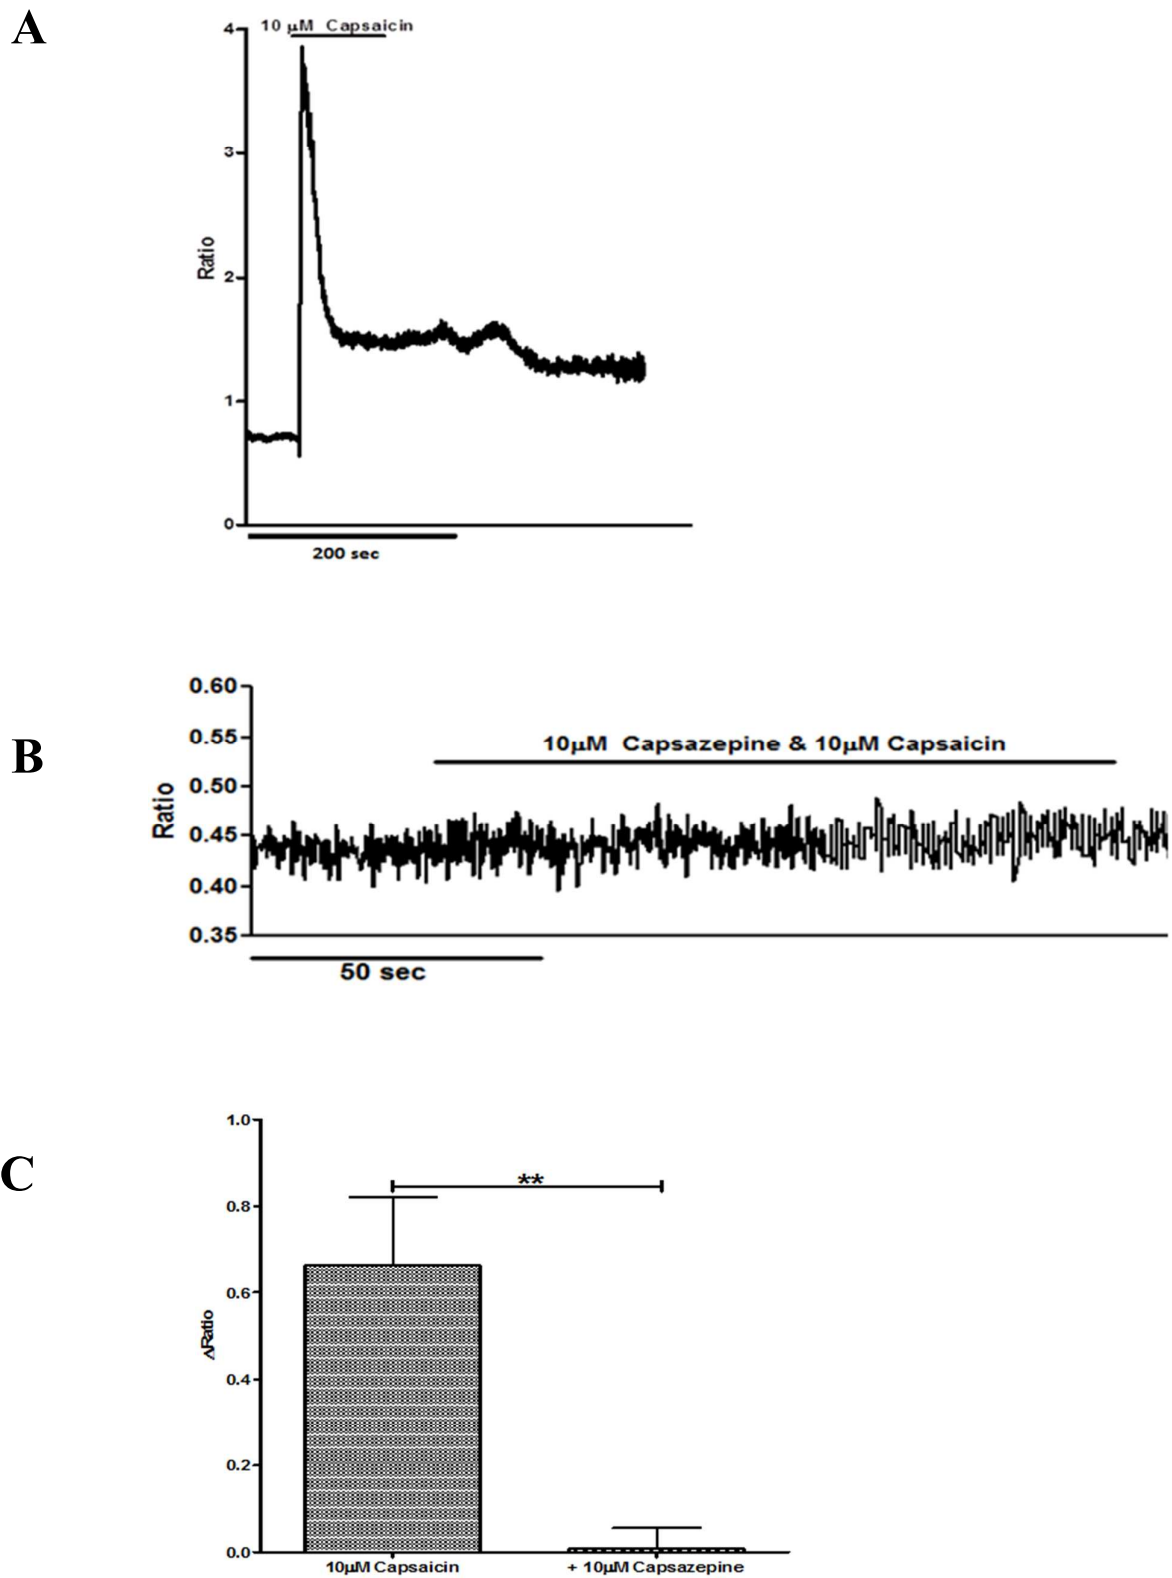 A
10 μM Capsaicin
4
3
2
1
0
Ratio
200 sec
B
0.60
0.55
0.50
0.45
0.40
0.35
Ratio
10μM Capsazepine & 10μM Capsaicin
50 sec
C
1.0
0.8
0.6
0.4
0.2
0.0
ΔRatio
**
10μM Capsaicin
+ 10μM Capsazepine